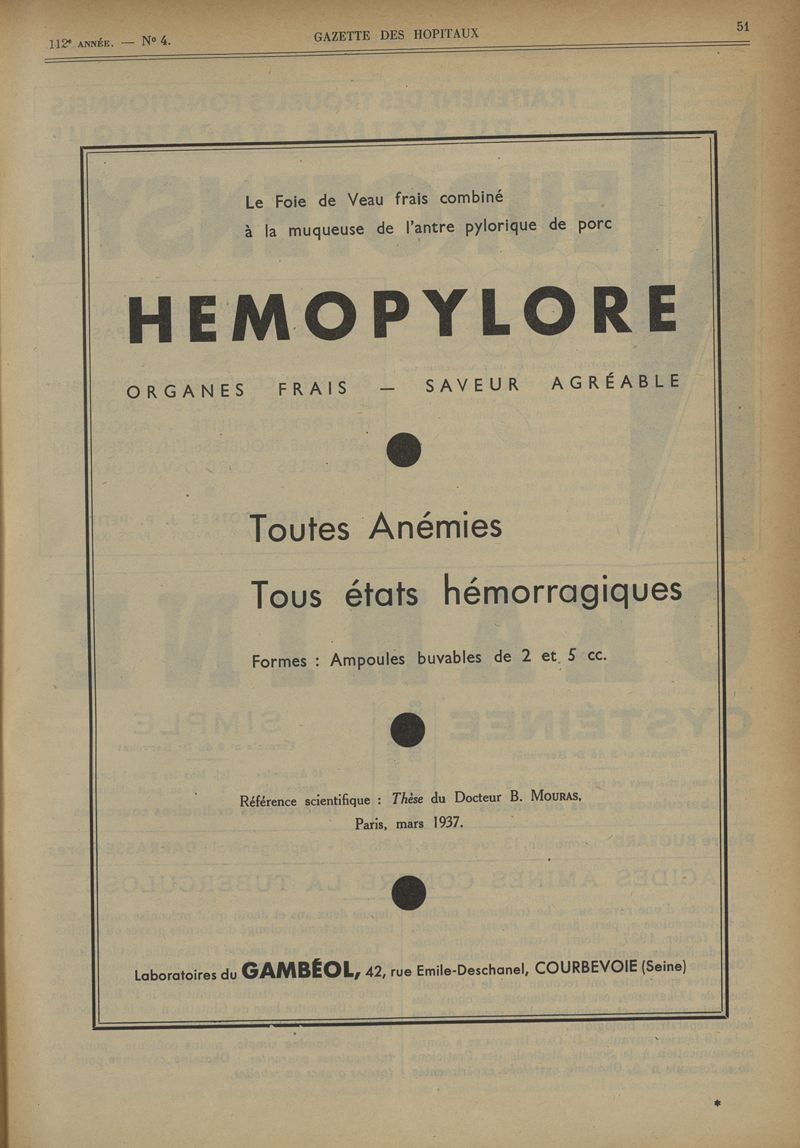 112e ANNÉE. — No 4.
GAZETTE DES HOPITAUX
51
Le Foie de Veau frais combiné
à la muqueuse de l'antre pylorique de porc
HEMOPYLORE
ORGANES FRAIS — SAVEUR AGRÉABLE
Toutes Anémies
Tous états hémorragiques
Formes : Ampoules buvables de 2 et 5 cc.
Référence scientifique : Thèse du Docteur B. MOURAS,
Paris, mars 1937.
Laboratoires du GAMBÉOL, 42, rue Emile-Deschanel, COURBEVOIE (Seine)
*